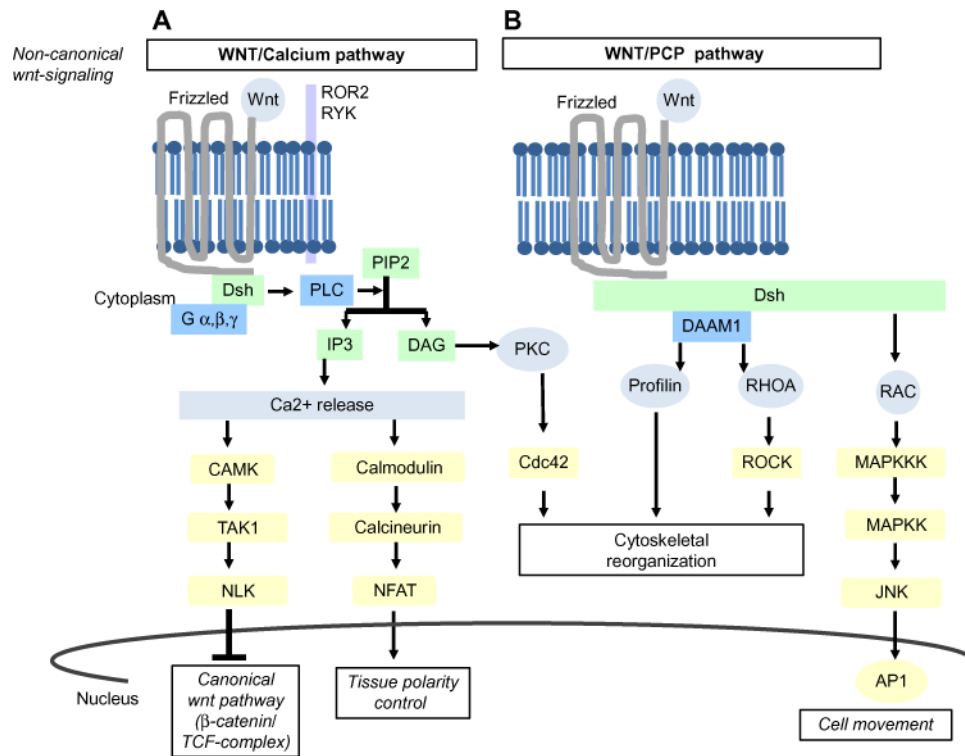 A
B
Non-canonical
wnt-signaling
WNT/Calcium pathway
WNT/PCP pathway
Frizzled
Wnt
ROR2
RYK
Frizzled
Wnt
PIP2
Cytoplasm
Dsh
PLC
G α,β,γ
Dsh
DAAM1
IP3
DAG
PKC
Profilin
RHOA
RAC
Ca2+ release
CAMK
Calmodulin
Cdc42
ROCK
MAPKKK
TAK1
Calcineurin
Cytoskeletal
reorganization
MAPKK
NLK
NFAT
JNK
Nucleus
Canonical
wnt pathway
(β-catenin/
TCF-complex)
Tissue polarity
control
AP1
Cell movement